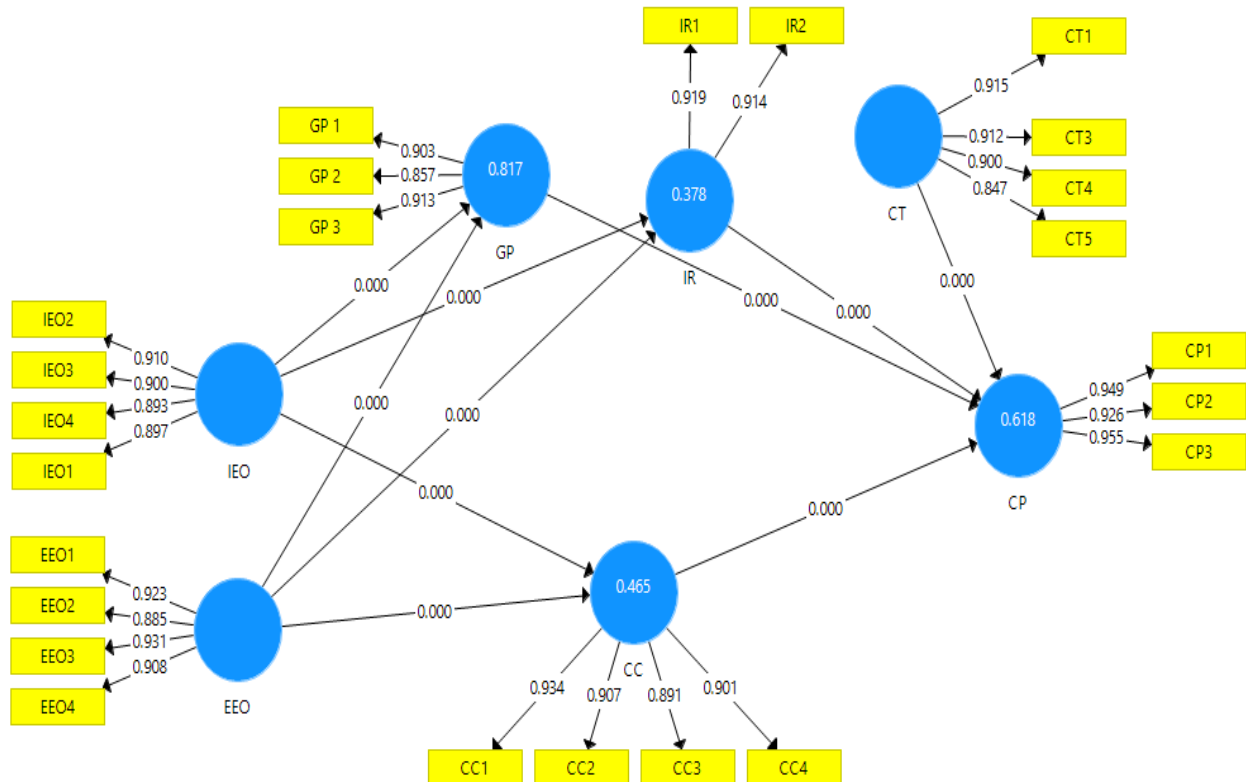 IR1
IR2
CT1
0.915
0.919
0.914
GP 1
0.903
GP 2
0.857
GP 3
0.913
0.817
GP
0.378
IR
CT
0.912
CT3
0.900
CT4
0.847
CT5
0.000
0.000
0.000
0.000
0.000
IEO2
0.910
IEO3
0.900
IEO4
0.893
IEO1
0.897
IEO
0.000
0.000
CP1
0.949
CP2
0.926
CP3
0.955
0.618
CP
0.000
0.000
EEO1
0.923
EEO2
0.885
EEO3
0.931
EEO4
0.908
EEO
0.000
0.465
CC
0.934
0.907
0.891
0.901
CC1
CC2
CC3
CC4